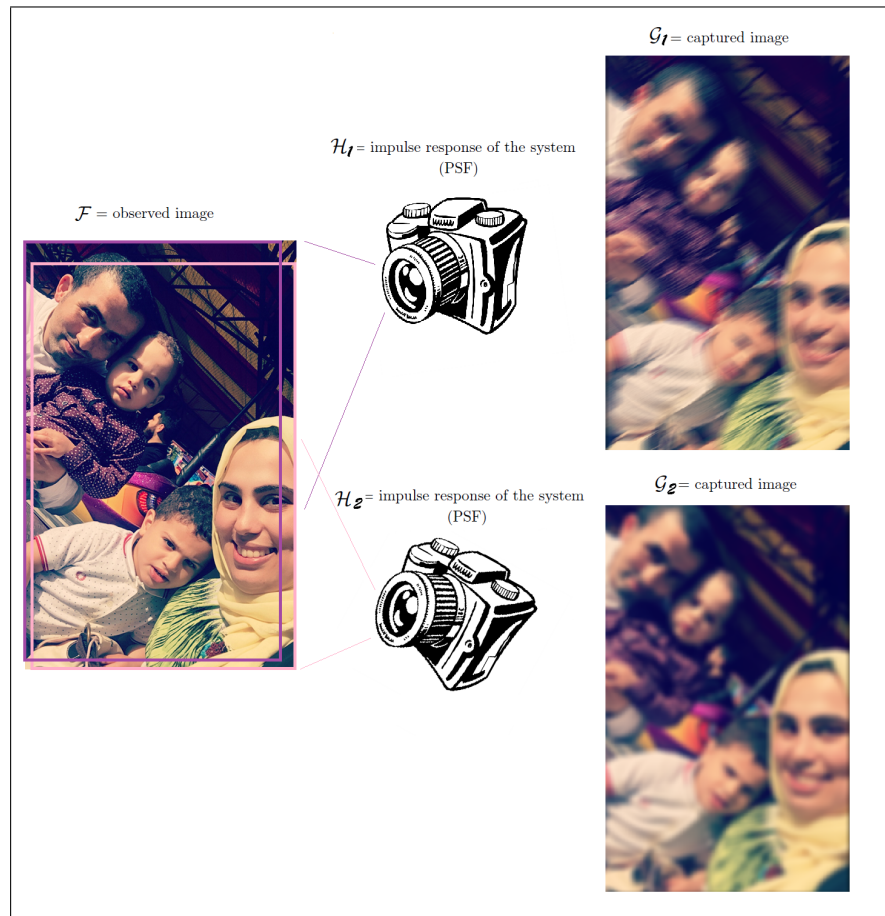 𝒢₁ = captured image
ℋ₁ = impulse response of the system
(PSF)
ℱ = observed image
ℋ₂ = impulse response of the system
(PSF)
𝒢₂ = captured image